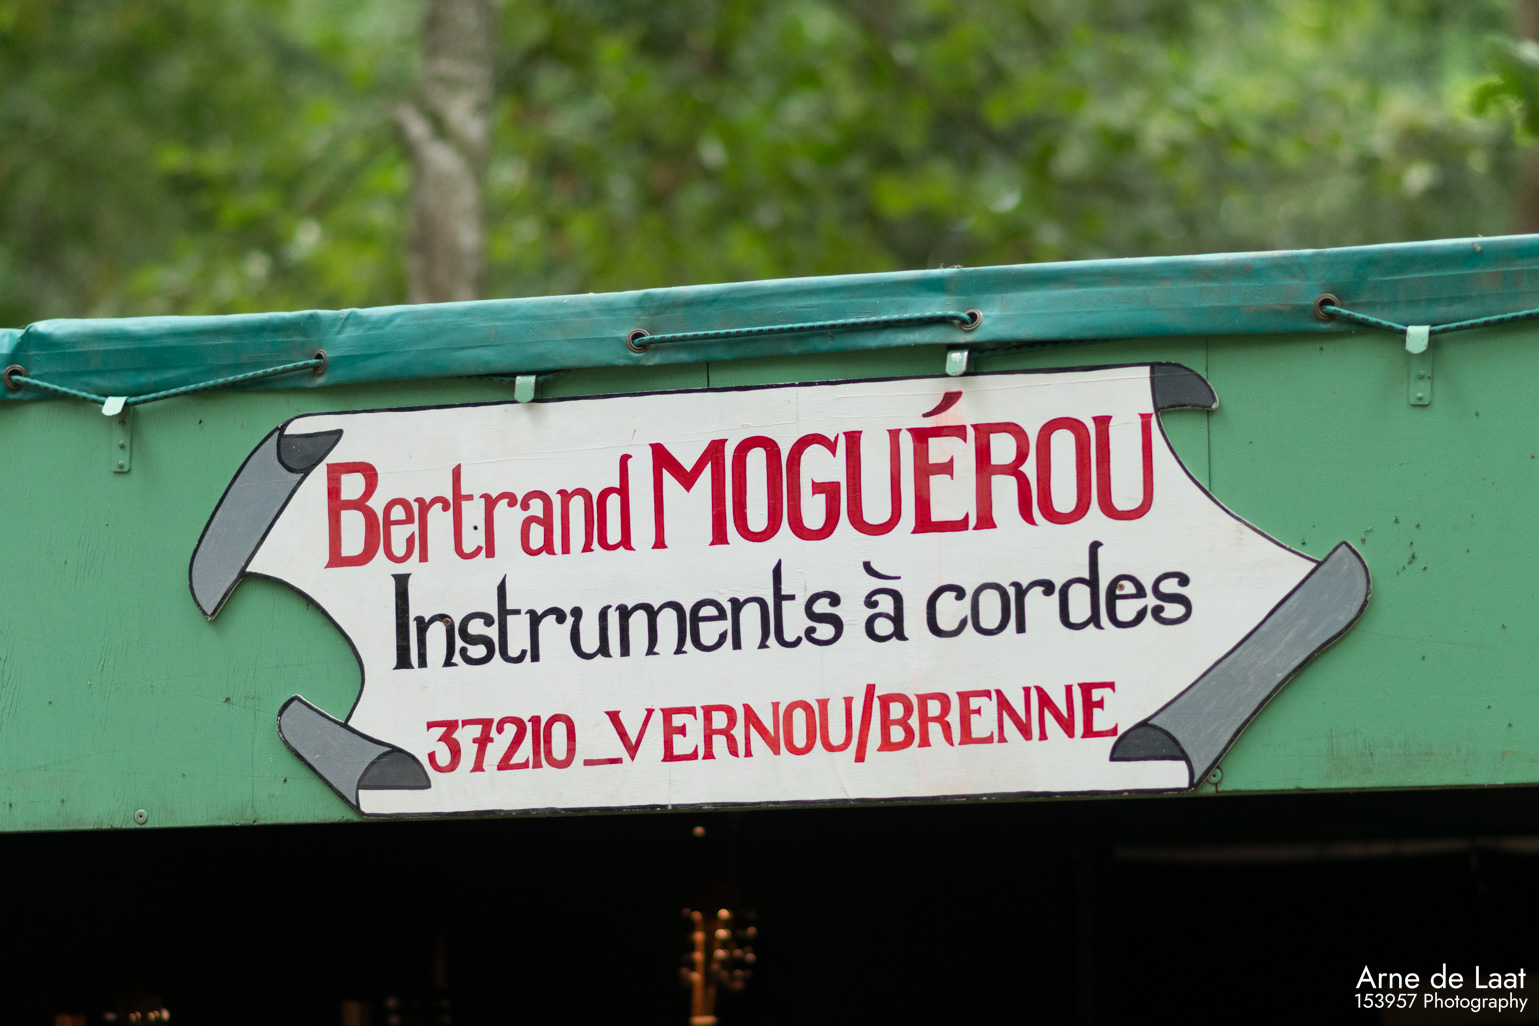 Bertrand MOGUÉROU
Instruments à cordes
37210_VERNOU/BRENNE
Arne de Laat
153957 Photography